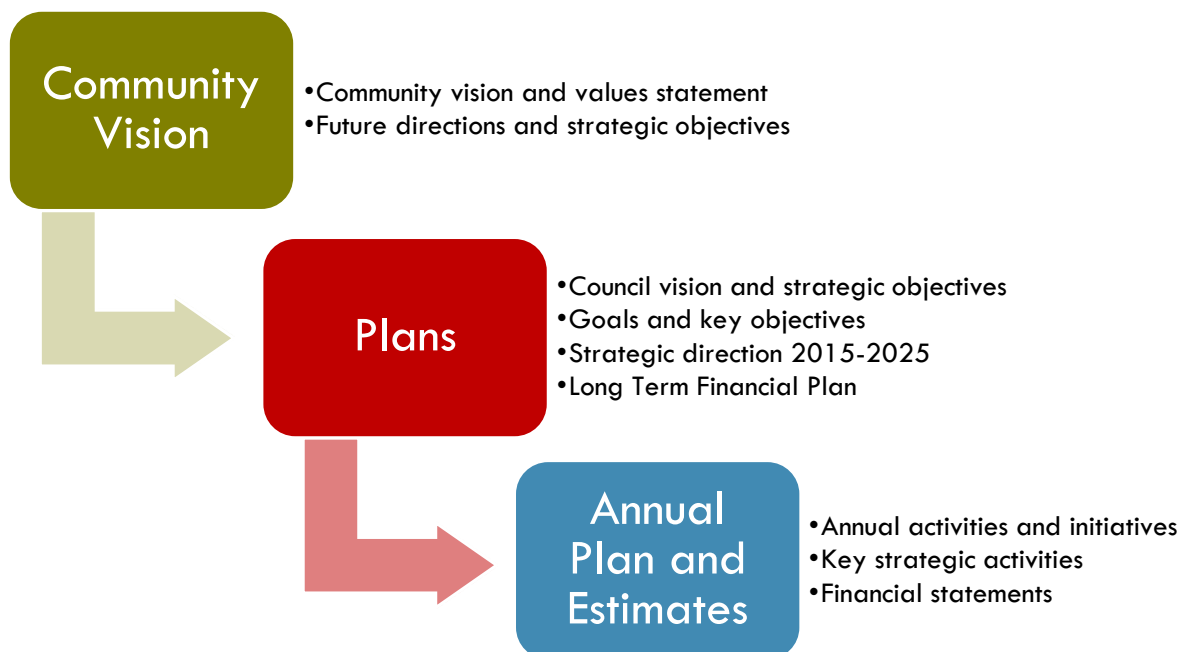 Community
Vision
•Community vision and values statement
•Future directions and strategic objectives
Plans
•Council vision and strategic objectives
•Goals and key objectives
•Strategic direction 2015-2025
•Long Term Financial Plan
Annual
Plan and
Estimates
•Annual activities and initiatives
•Key strategic activities
•Financial statements